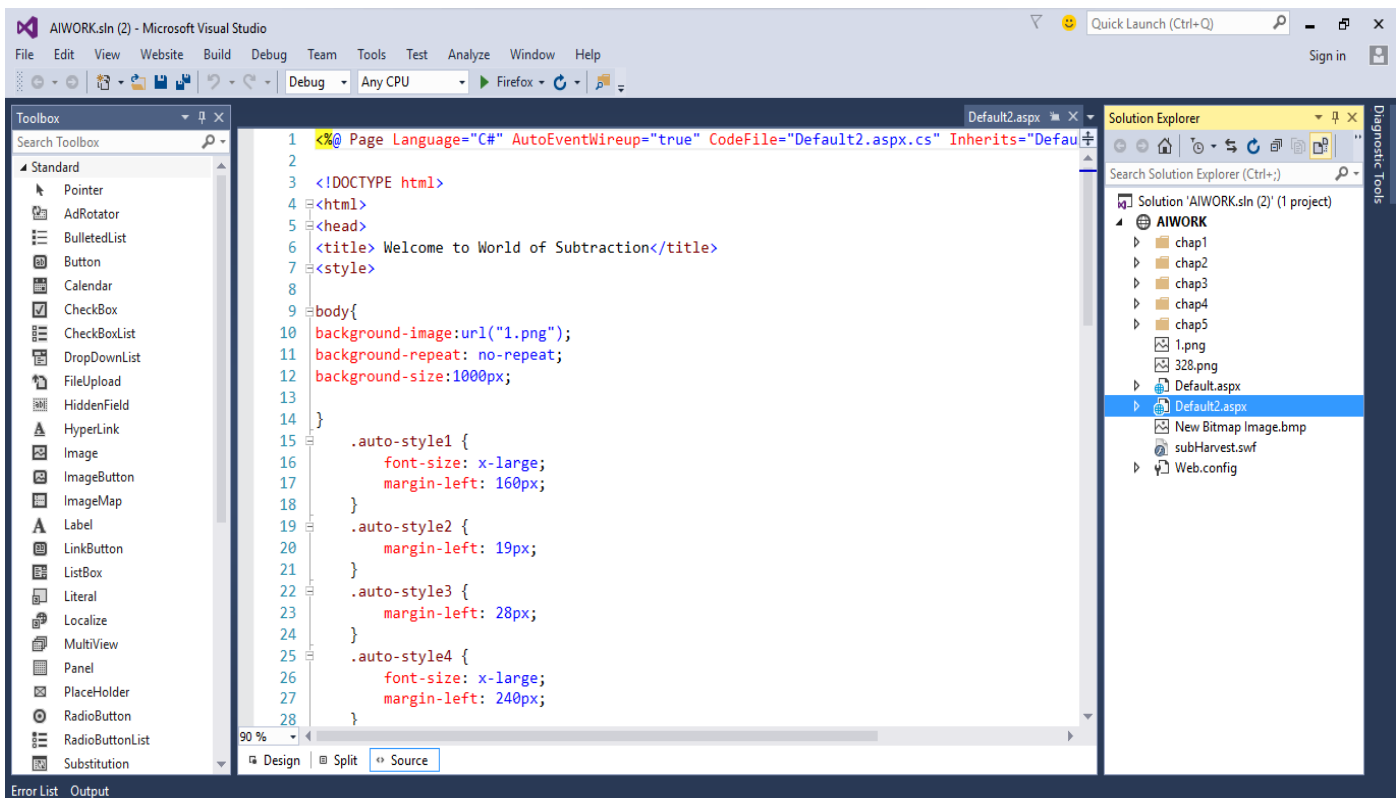 AIWORK.sln (2) - Microsoft Visual Studio
Quick Launch (Ctrl+Q)
File Edit View Website Build Debug Team Tools Test Analyze Window Help
Sign in
Debug Any CPU Firefox
Toolbox
Search Toolbox
Standard
Pointer
AdRotator
BulletedList
Button
Calendar
CheckBox
CheckBoxList
DropDownList
FileUpload
HiddenField
HyperLink
Image
ImageButton
ImageMap
Label
LinkButton
ListBox
Literal
Localize
MultiView
Panel
PlaceHolder
RadioButton
RadioButtonList
Substitution
Default2.aspx
1 <%@ Page Language="C#" AutoEventWireup="true" CodeFile="Default2.aspx.cs" Inherits="Defau
2
3 <!DOCTYPE html>
4 <html>
5 <head>
6 <title> Welcome to World of Subtraction</title>
7 <style>
8
9 body{
10 background-image:url("1.png");
11 background-repeat: no-repeat;
12 background-size:1000px;
13
14 }
15 .auto-style1 {
16 font-size: x-large;
17 margin-left: 160px;
18 }
19 .auto-style2 {
20 margin-left: 19px;
21 }
22 .auto-style3 {
23 margin-left: 28px;
24 }
25 .auto-style4 {
26 font-size: x-large;
27 margin-left: 240px;
28 }
90 %
Design Split Source
Solution Explorer
Search Solution Explorer (Ctrl+;)
Solution 'AIWORK.sln (2)' (1 project)
AIWORK
chap1
chap2
chap3
chap4
chap5
1.png
328.png
Default.aspx
Default2.aspx
New Bitmap Image.bmp
subHarvest.swf
Web.config
Diagnostic Tools
Error List Output